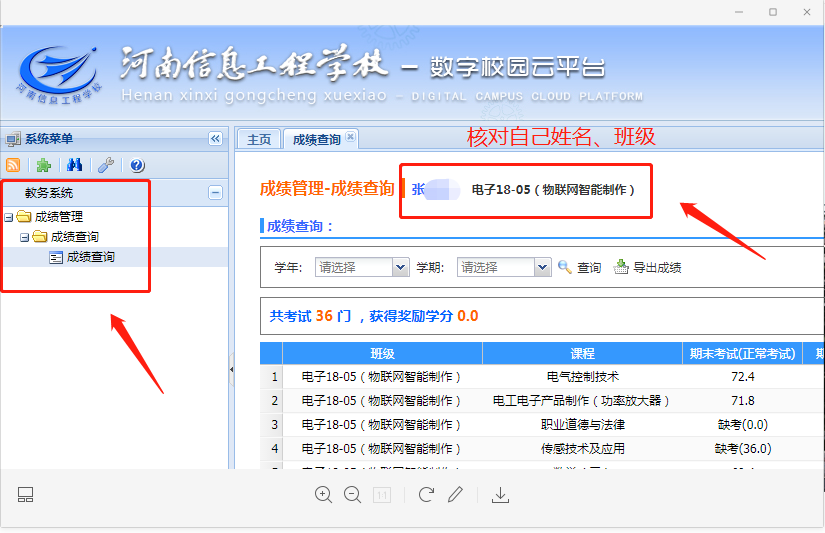 河南信息工程学校 – 数字校园云平台
Henan xinxi gongcheng xuexiao – DIGITAL CAMPUS CLOUD PLATFORM
河南信息工程学校
系统菜单
主页 成绩查询
核对自己姓名、班级
教务系统
成绩管理
成绩查询
成绩查询
成绩管理-成绩查询 张 电子18-05（物联网智能制作）
成绩查询：
学年: 请选择 学期: 请选择 查询 导出成绩
共考试 36 门 ，获得奖励学分 0.0
班级 课程 期末考试(正常考试) 期
1 电子18-05（物联网智能制作） 电气控制技术 72.4
2 电子18-05（物联网智能制作） 电工电子产品制作（功率放大器） 71.8
3 电子18-05（物联网智能制作） 职业道德与法律 缺考(0.0)
4 电子18-05（物联网智能制作） 传感技术及应用 缺考(36.0)
1:1